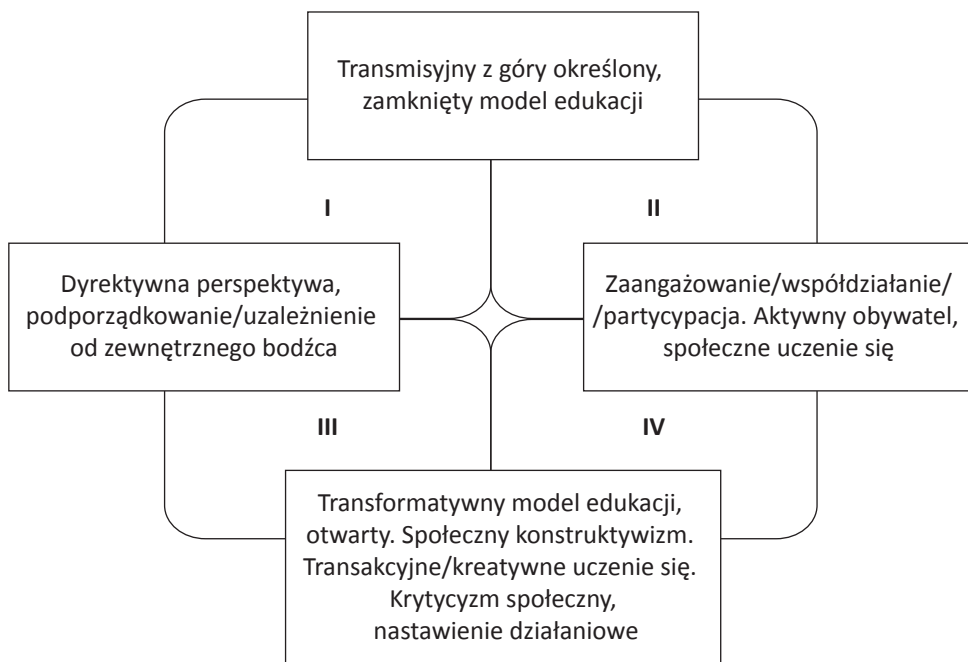 Transmisyjny z góry określony,
zamknięty model edukacji
I
II
Dyrektywna perspektywa,
podporządkowanie/uzależnienie
od zewnętrznego bodźca
Zaangażowanie/współdziałanie/
/partycypacja. Aktywny obywatel,
społeczne uczenie się
III
IV
Transformatywny model edukacji,
otwarty. Społeczny konstruktywizm.
Transakcyjne/kreatywne uczenie się.
Krytycyzm społeczny,
nastawienie działaniowe